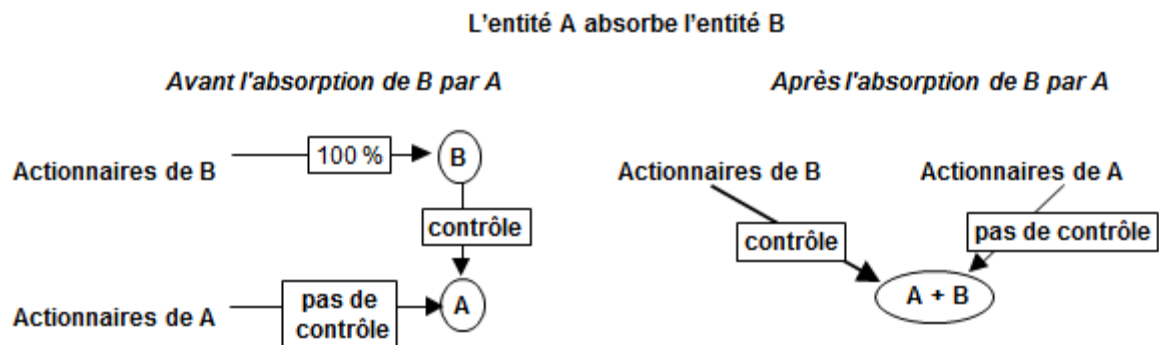 L'entité A absorbe l'entité B
Avant l'absorption de B par A
Actionnaires de B
100 %
B
contrôle
Actionnaires de A
pas de
contrôle
A
Après l'absorption de B par A
Actionnaires de B
Actionnaires de A
contrôle
pas de contrôle
A + B